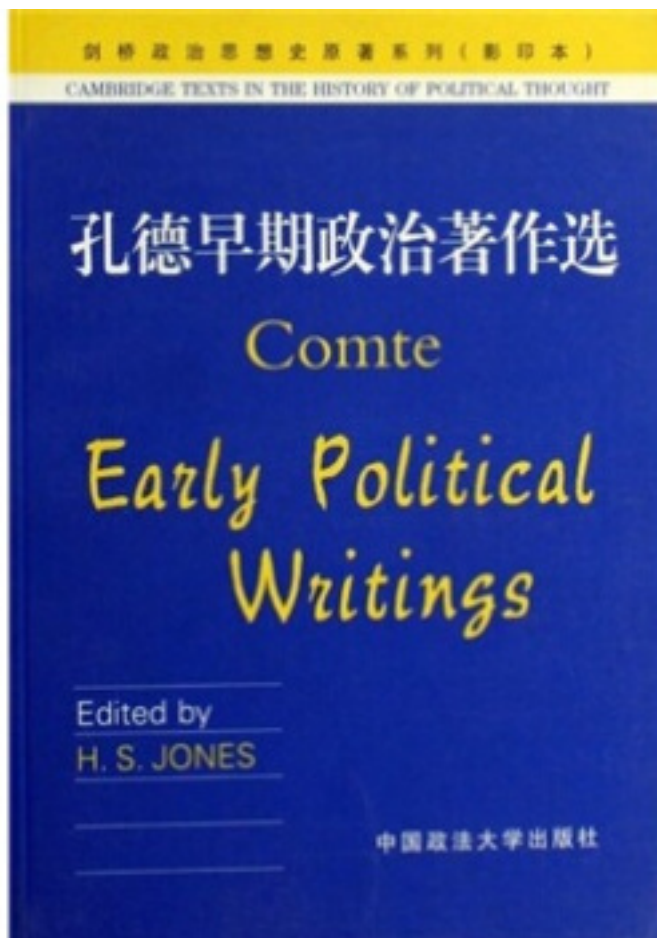 剑桥政治思想史原著系列(影印本)
CAMBRIDGE TEXTS IN THE HISTORY OF POLITICAL THOUGHT
孔德早期政治著作选
Comte
Early Political
Writings
Edited by
H. S. JONES
中国政法大学出版社